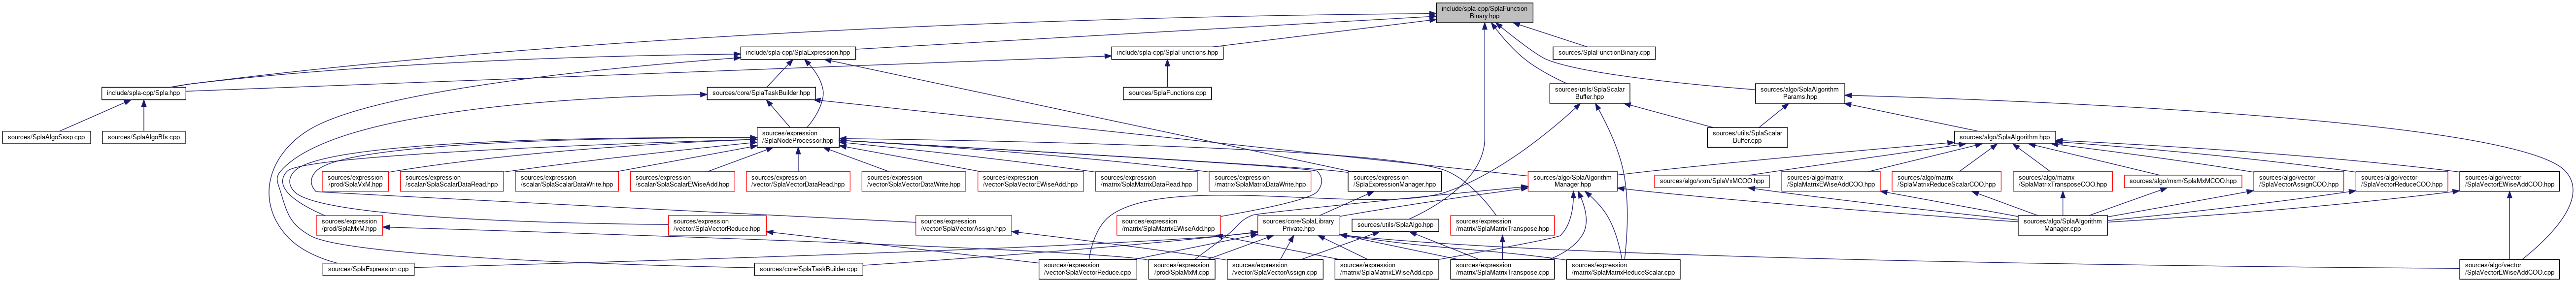 include/spla-cpp/SplaFunction
Binary.hpp
include/spla-cpp/SplaExpression.hpp
include/spla-cpp/SplaFunctions.hpp
sources/SplaFunctionBinary.cpp
include/spla-cpp/Spla.hpp
sources/core/SplaTaskBuilder.hpp
sources/SplaFunctions.cpp
sources/utils/SplaScalar
Buffer.hpp
sources/algo/SplaAlgorithm
Params.hpp
sources/SplaAlgoSssp.cpp
sources/SplaAlgoBfs.cpp
sources/expression
/SplaNodeProcessor.hpp
sources/utils/SplaScalar
Buffer.cpp
sources/algo/SplaAlgorithm.hpp
sources/expression
/prod/SplaVxM.hpp
sources/expression
/scalar/SplaScalarDataRead.hpp
sources/expression
/scalar/SplaScalarDataWrite.hpp
sources/expression
/scalar/SplaScalarEWiseAdd.hpp
sources/expression
/vector/SplaVectorDataRead.hpp
sources/expression
/vector/SplaVectorDataWrite.hpp
sources/expression
/vector/SplaVectorEWiseAdd.hpp
sources/expression
/matrix/SplaMatrixDataRead.hpp
sources/expression
/matrix/SplaMatrixDataWrite.hpp
sources/expression
/SplaExpressionManager.hpp
sources/algo/SplaAlgorithm
Manager.hpp
sources/algo/vxm/SplaVxMCOO.hpp
sources/algo/matrix
/SplaMatrixEWiseAddCOO.hpp
sources/algo/matrix
/SplaMatrixReduceScalarCOO.hpp
sources/algo/matrix
/SplaMatrixTransposeCOO.hpp
sources/algo/mxm/SplaMxMCOO.hpp
sources/algo/vector
/SplaVectorAssignCOO.hpp
sources/algo/vector
/SplaVectorReduceCOO.hpp
sources/algo/vector
/SplaVectorEWiseAddCOO.hpp
sources/expression
/prod/SplaMxM.hpp
sources/expression
/vector/SplaVectorReduce.hpp
sources/expression
/vector/SplaVectorAssign.hpp
sources/expression
/matrix/SplaMatrixEWiseAdd.hpp
sources/core/SplaLibrary
Private.hpp
sources/utils/SplaAlgo.hpp
sources/expression
/matrix/SplaMatrixTranspose.hpp
sources/algo/SplaAlgorithm
Manager.cpp
sources/SplaExpression.cpp
sources/core/SplaTaskBuilder.cpp
sources/expression
/vector/SplaVectorReduce.cpp
sources/expression
/prod/SplaMxM.cpp
sources/expression
/vector/SplaVectorAssign.cpp
sources/expression
/matrix/SplaMatrixEWiseAdd.cpp
sources/expression
/matrix/SplaMatrixTranspose.cpp
sources/expression
/matrix/SplaMatrixReduceScalar.cpp
sources/algo/vector
/SplaVectorEWiseAddCOO.cpp